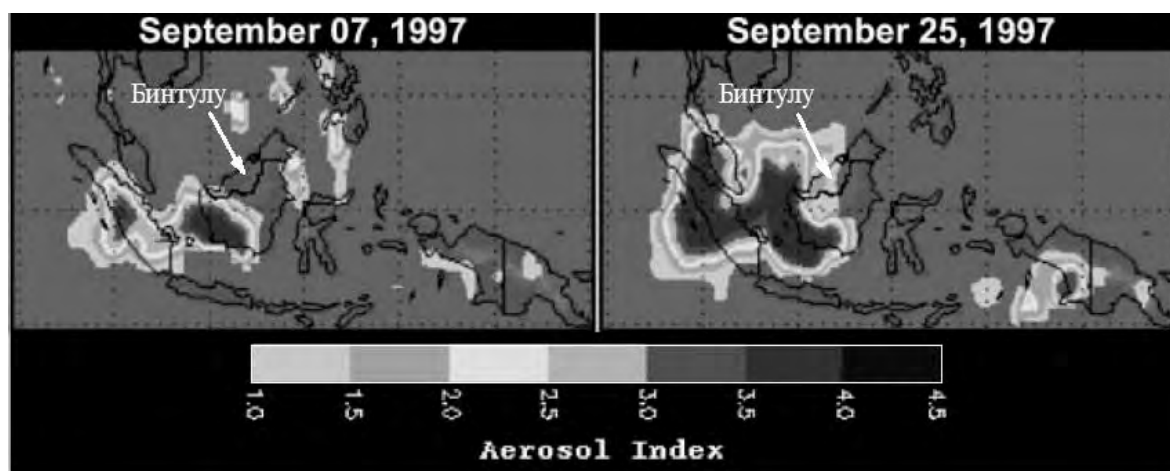 September 07, 1997
September 25, 1997
Бинтулу
Бинтулу
1.0 1.5 2.0 2.5 3.0 3.5 4.0 4.5
Aerosol Index